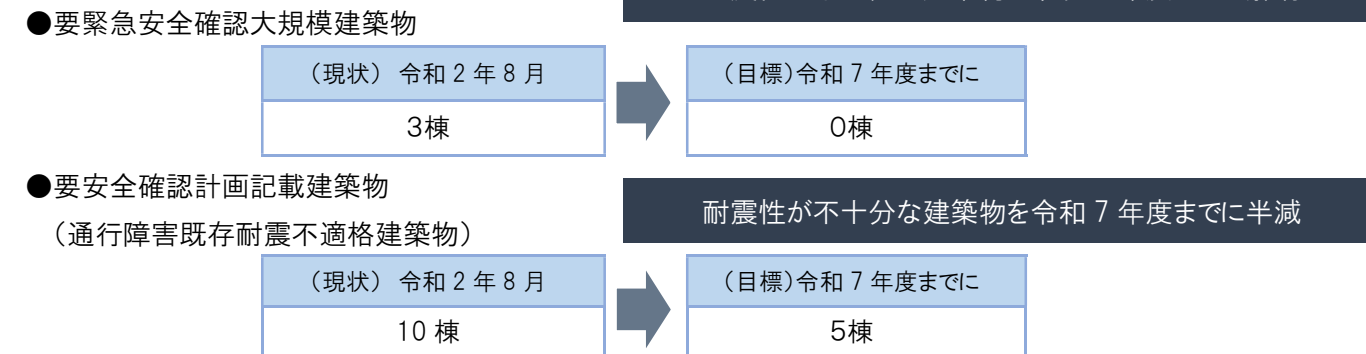 ●要緊急安全確認大規模建築物
（現状） 令和 2 年 8 月
（目標）令和 7 年度までに
3棟
0棟
●要安全確認計画記載建築物
（通行障害既存耐震不適格建築物）
耐震性が不十分な建築物を令和 7 年度までに半減
（現状） 令和 2 年 8 月
（目標）令和 7 年度までに
10 棟
5棟